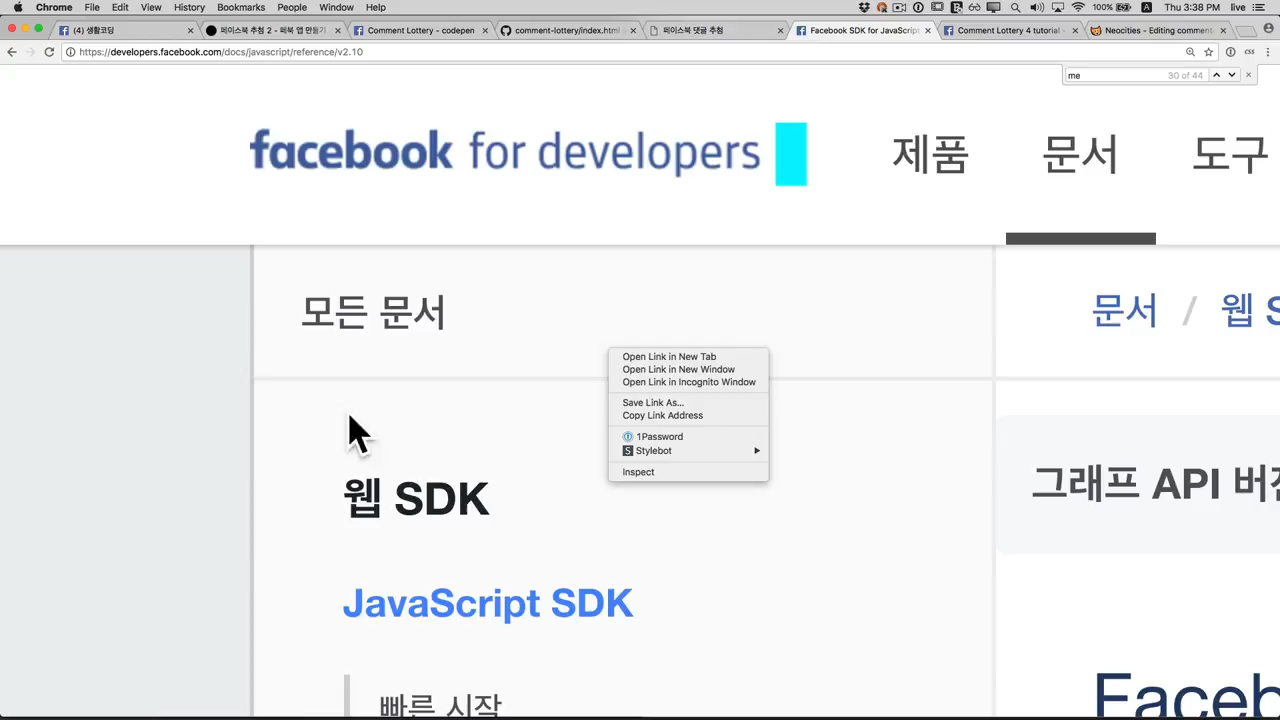 Chrome File Edit View History Bookmarks People Window Help 100% A Thu 3:38 PM live
(4) 생활코딩
페이스북 추첨 2 - 페북 앱 만들기
Comment Lottery - codepen
comment-lottery/index.html
페이스북 댓글 추첨
Facebook SDK for JavaScript
Comment Lottery 4 tutorial -
Neocities - Editing comment
https://developers.facebook.com/docs/javascript/reference/v2.10
css
me 30 of 44
facebook for developers
제품 문서 도구
모든 문서
문서 / 웹 S
Open Link in New Tab
Open Link in New Window
Open Link in Incognito Window
Save Link As...
Copy Link Address
1Password
Stylebot
Inspect
웹 SDK
그래프 API 버전
JavaScript SDK
빠른 시작
Faceb